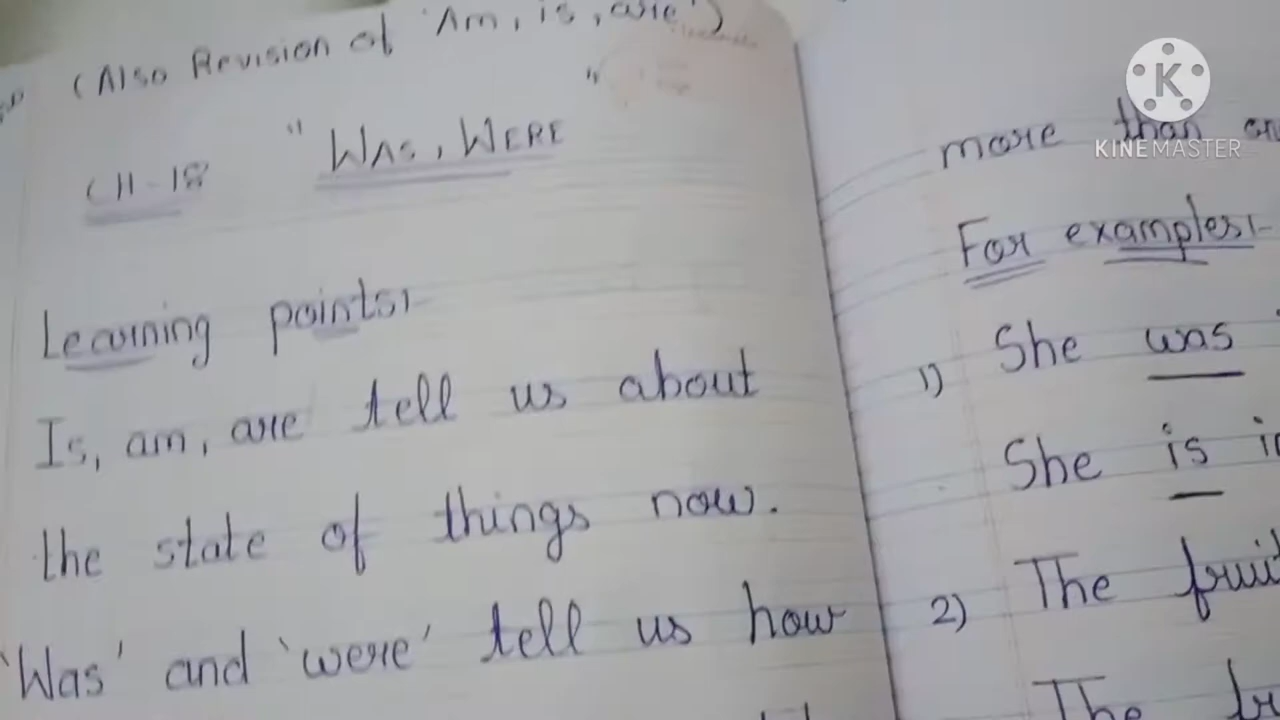 (Also Revision of 'Am, is, are')
CH-18 "WAS, WERE"
Learning points:-
Is, am, are tell us about
the state of things now.
'Was' and 'were' tell us how
more than
For examples:-
1) She was
She is
2) The
The
K
KINEMASTER